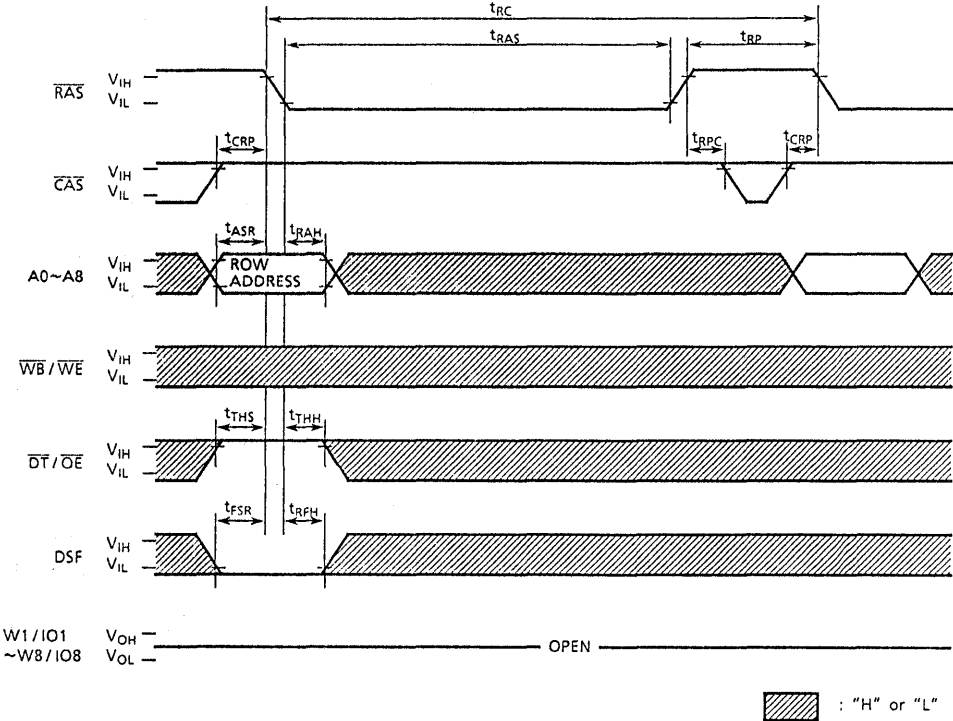 tRC
tRAS
tRP
RAS
VIH
VIL
tCRP
tRPC
tCRP
CAS
VIH
VIL
tASR
tRAH
A0~A8
VIH
VIL
ROW
ADDRESS
WB/WE
VIH
VIL
tTHS
tTHH
DT/OE
VIH
VIL
tFSR
tRFH
DSF
VIH
VIL
W1/IO1
~W8/IO8
VOH
VOL
OPEN
: "H" or "L"